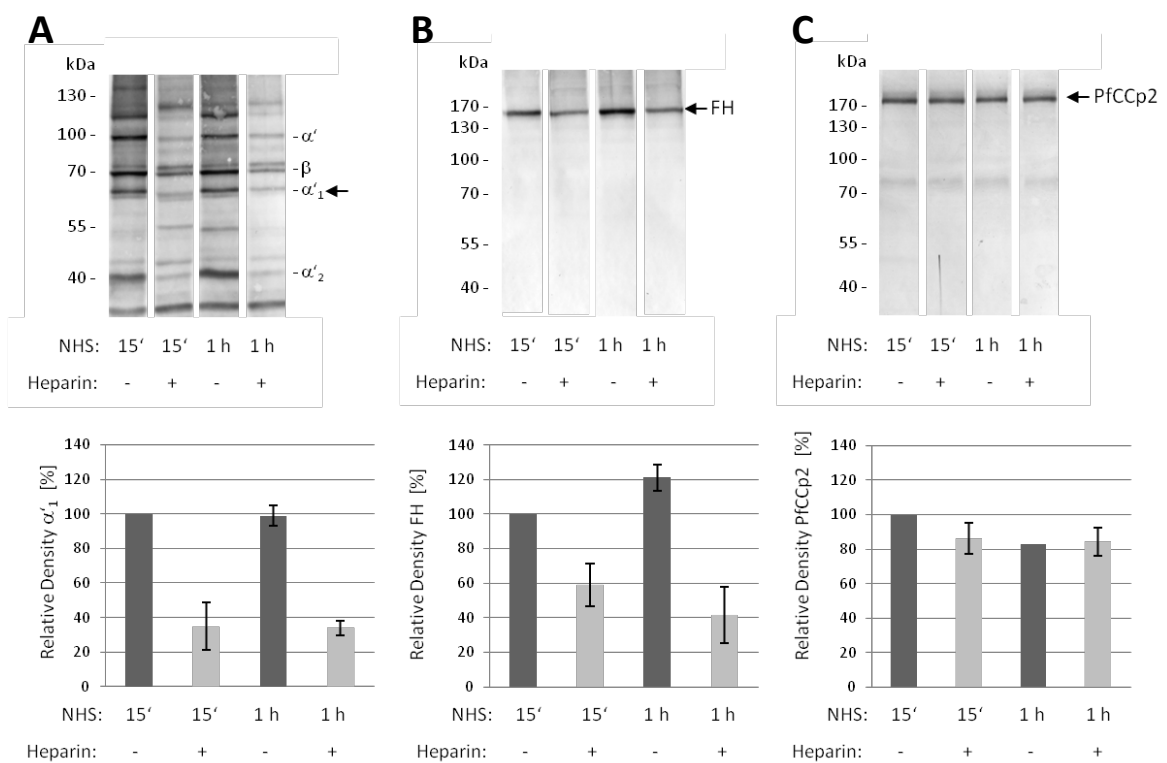 A
kDa
130 -
100 -
70 -
55 -
40 -
- α‘
- β
- α‘1
- α‘2
NHS: 15‘ 15‘ 1 h 1 h
Heparin: - + - +
B
kDa
170 -
130 -
100 -
70 -
55 -
40 -
FH
NHS: 15‘ 15‘ 1 h 1 h
Heparin: - + - +
C
kDa
170 -
130 -
100 -
70 -
55 -
40 -
PfCCp2
NHS: 15‘ 15‘ 1 h 1 h
Heparin: - + - +
Relative Density α‘1 [%]
140
120
100
80
60
40
20
0
NHS: 15‘ 15‘ 1 h 1 h
Heparin: - + - +
Relative Density FH [%]
140
120
100
80
60
40
20
0
NHS: 15‘ 15‘ 1 h 1 h
Heparin: - + - +
Relative Density PfCCp2 [%]
140
120
100
80
60
40
20
0
NHS: 15‘ 15‘ 1 h 1 h
Heparin: - + - +